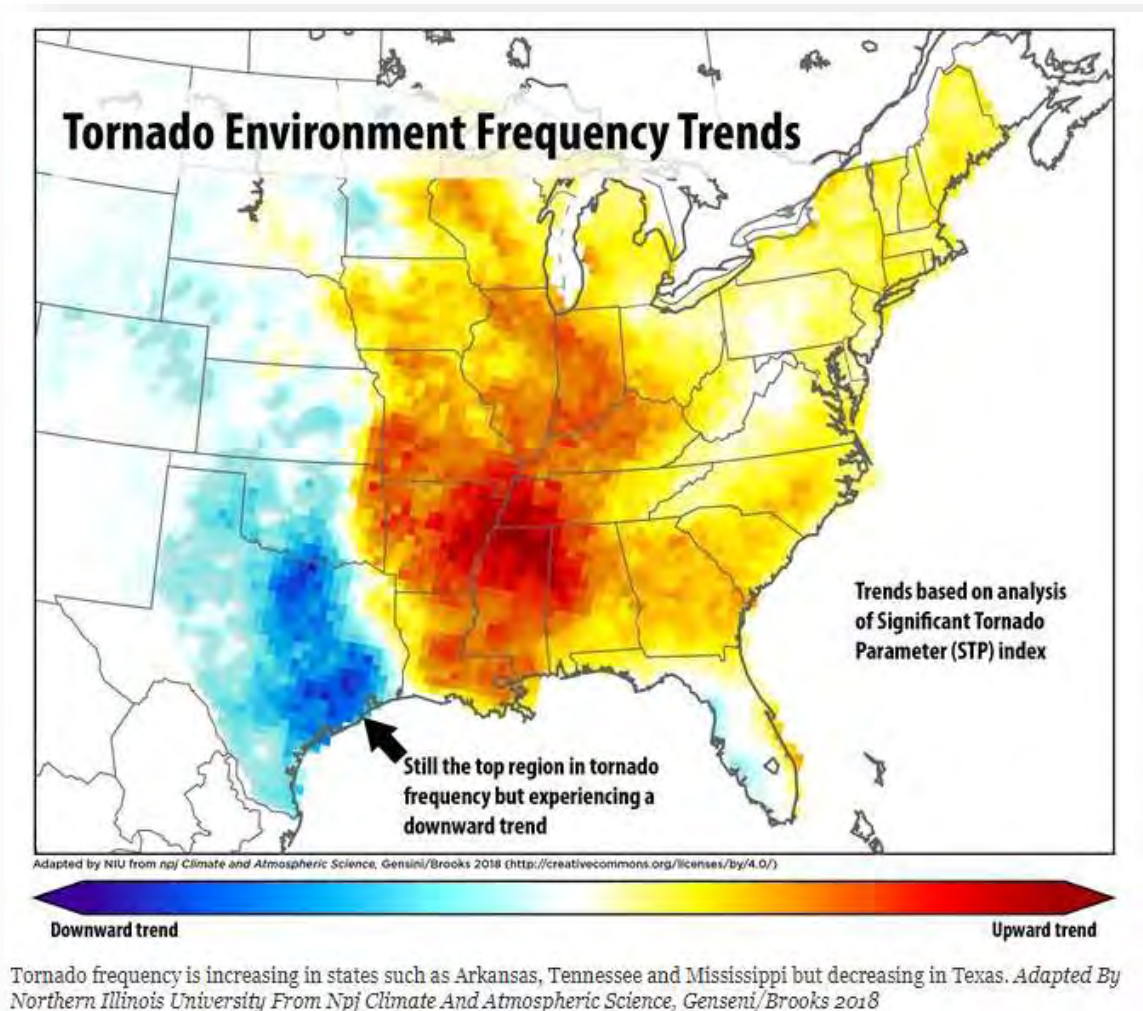 Tornado Environment Frequency Trends
Trends based on analysis
of Significant Tornado
Parameter (STP) index
Still the top region in tornado
frequency but experiencing a
downward trend
Adapted by NIU from npj Climate and Atmospheric Science, Gensini/Brooks 2018 (http://creativecommons.org/licenses/by/4.0/)
Downward trend
Upward trend
Tornado frequency is increasing in states such as Arkansas, Tennessee and Mississippi but decreasing in Texas. Adapted By
Northern Illinois University From Npj Climate And Atmospheric Science, Genseni/Brooks 2018